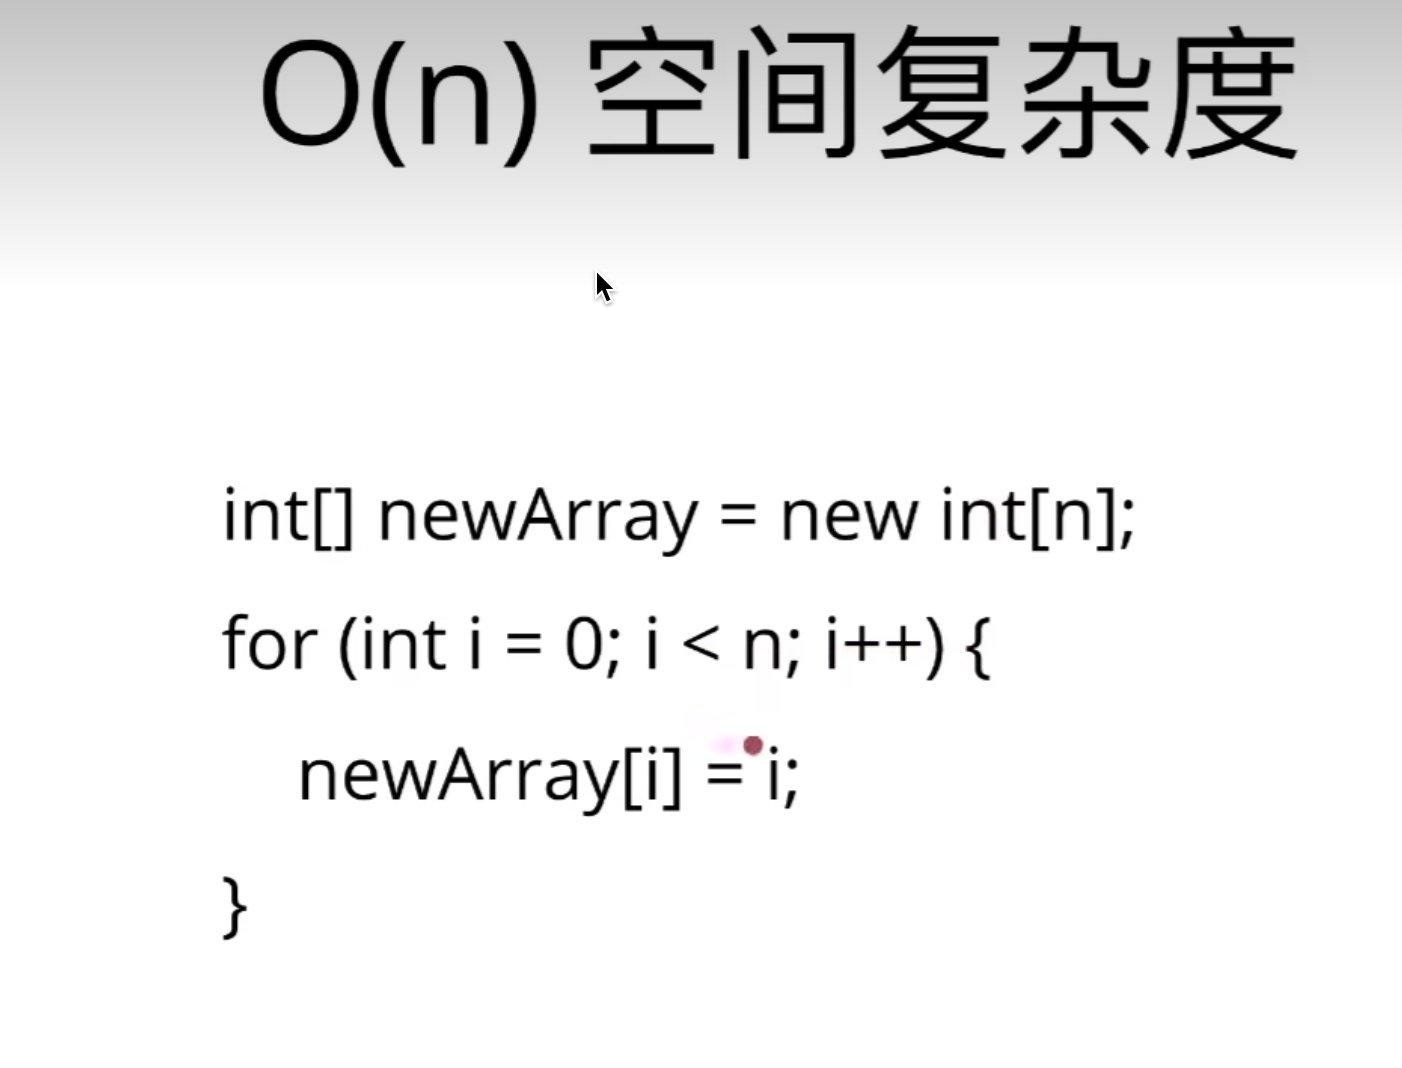 O(n) 空间复杂度
int[] newArray = new int[n];
for (int i = 0; i < n; i++) {
newArray[i] = i;
}